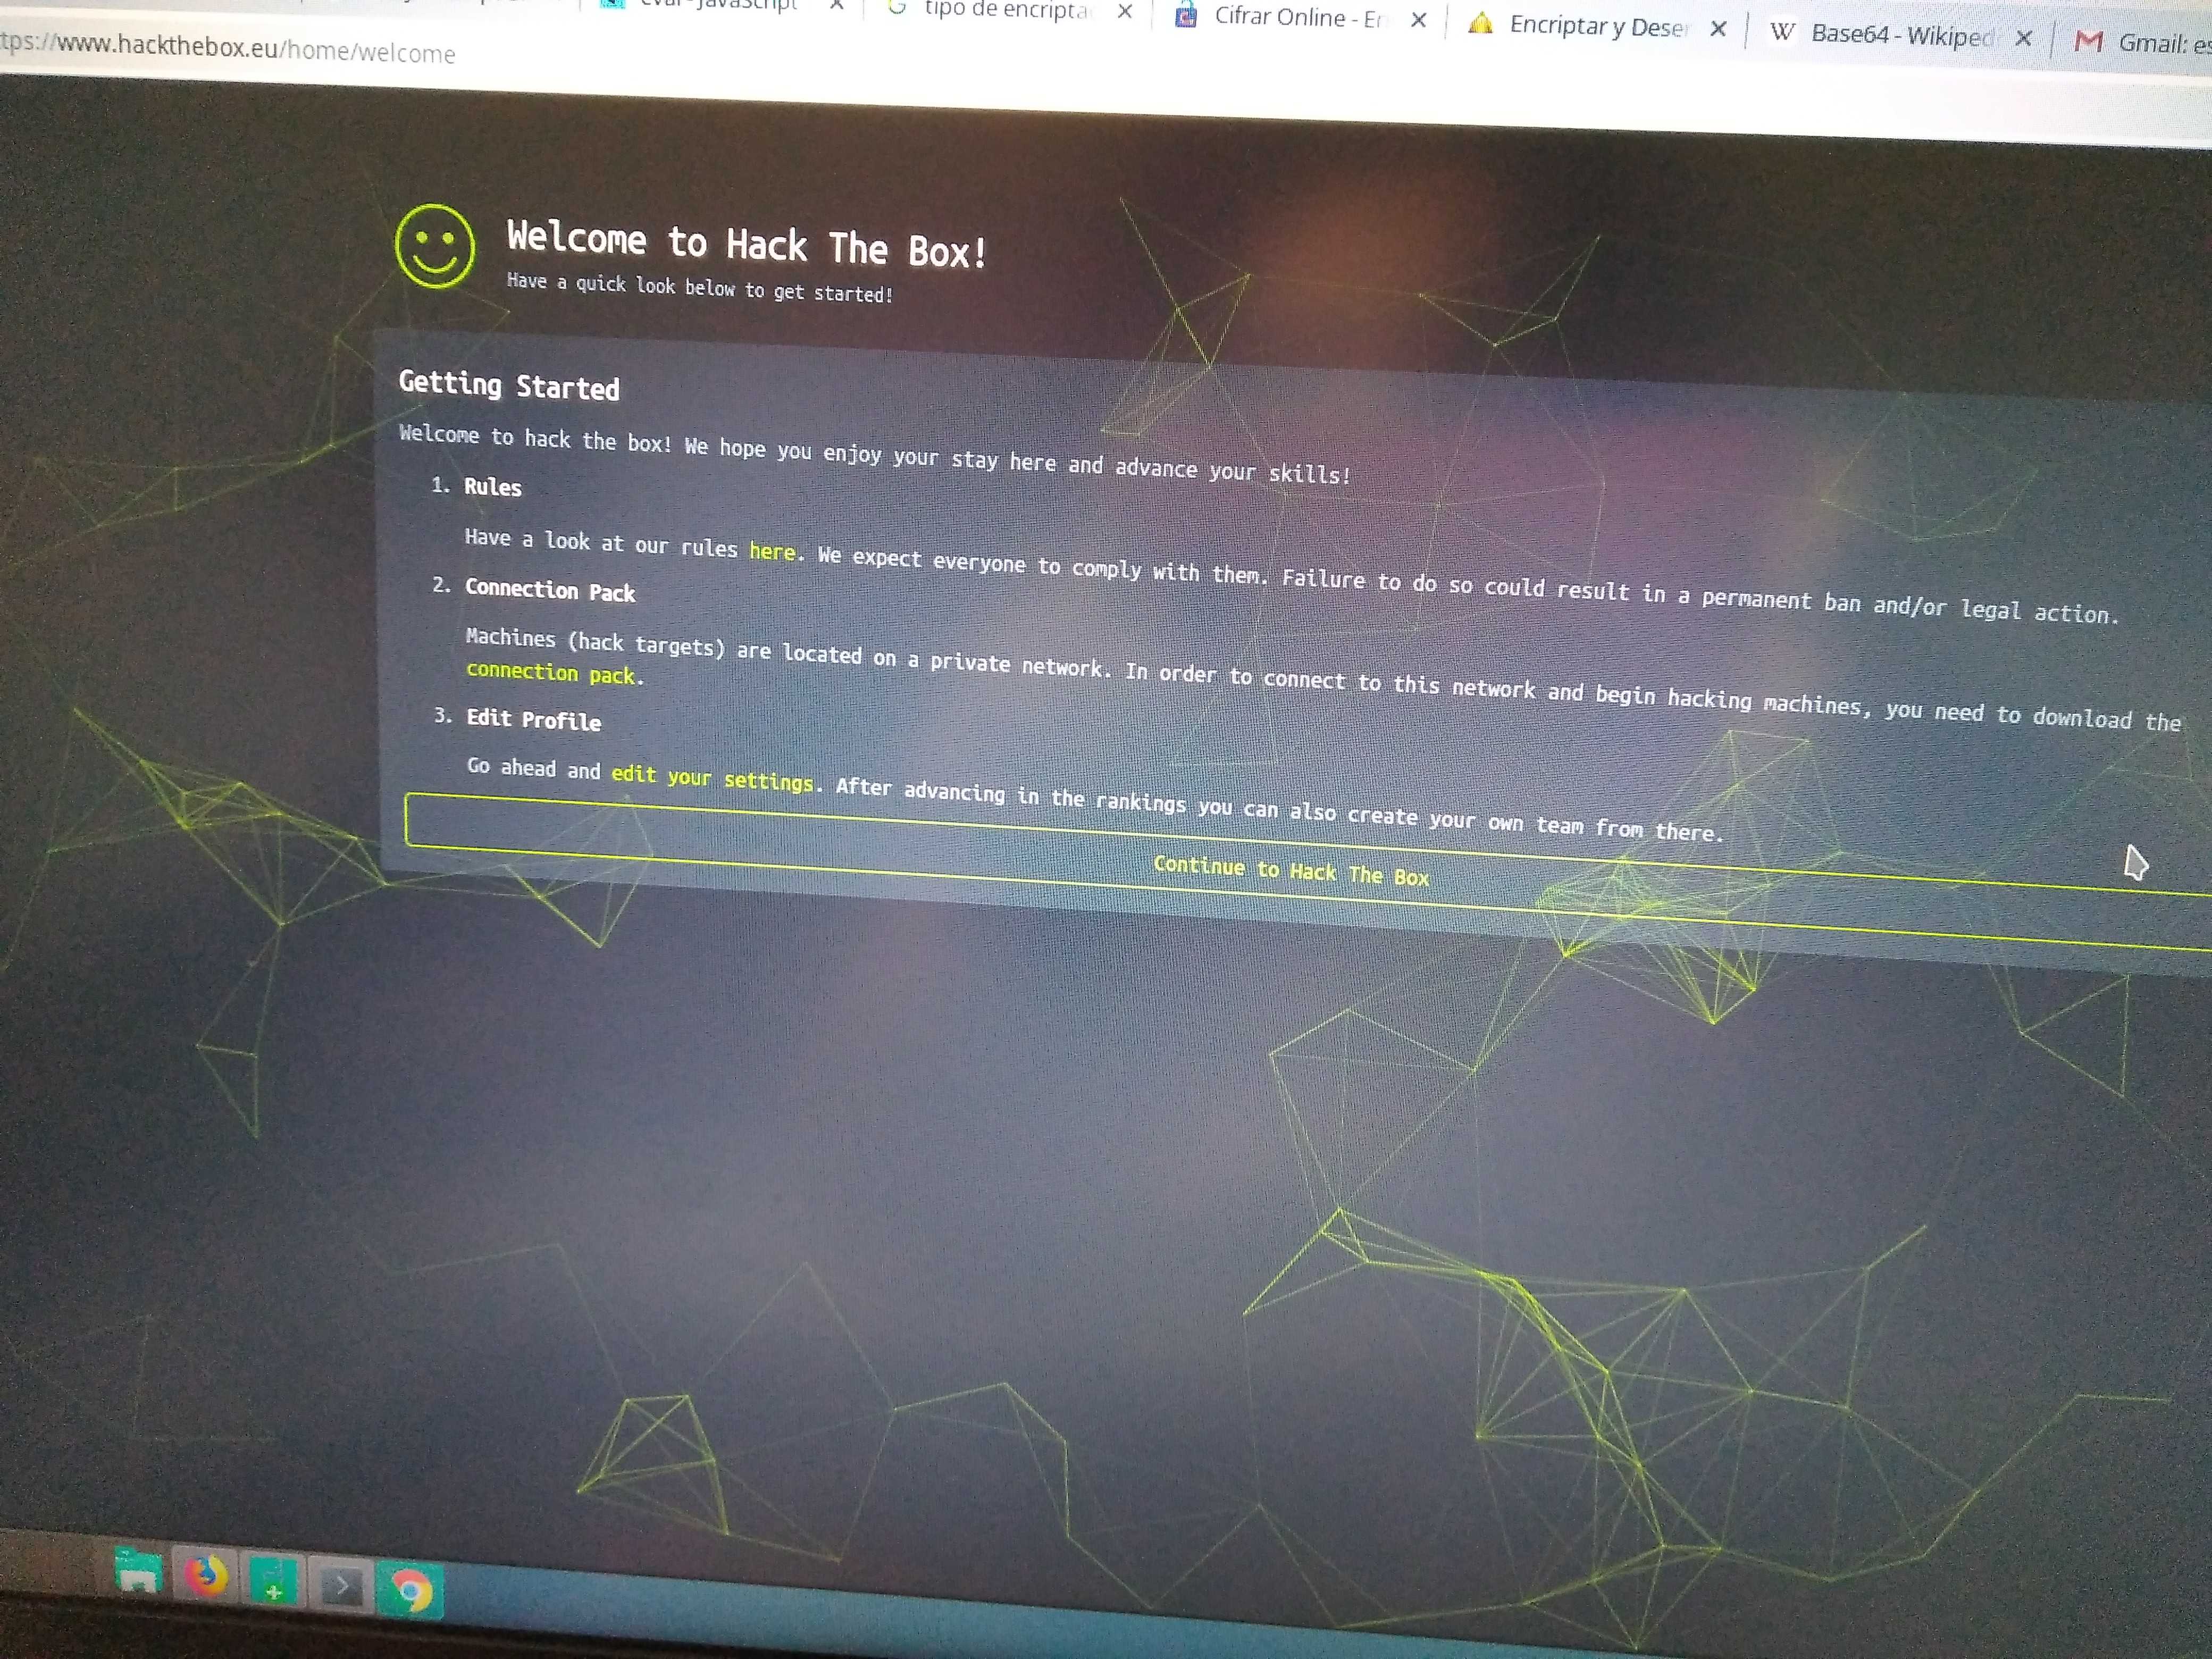 eval - JavaScript
tipo de encripta
Cifrar Online - En
Encriptar y Deser
Base64 - Wikiped
Gmail: es
tps://www.hackthebox.eu/home/welcome
Welcome to Hack The Box!
Have a quick look below to get started!
Getting Started
Welcome to hack the box! We hope you enjoy your stay here and advance your skills!
1. Rules
Have a look at our rules here. We expect everyone to comply with them. Failure to do so could result in a permanent ban and/or legal action.
2. Connection Pack
Machines (hack targets) are located on a private network. In order to connect to this network and begin hacking machines, you need to download the
connection pack.
3. Edit Profile
Go ahead and edit your settings. After advancing in the rankings you can also create your own team from there.
Continue to Hack The Box